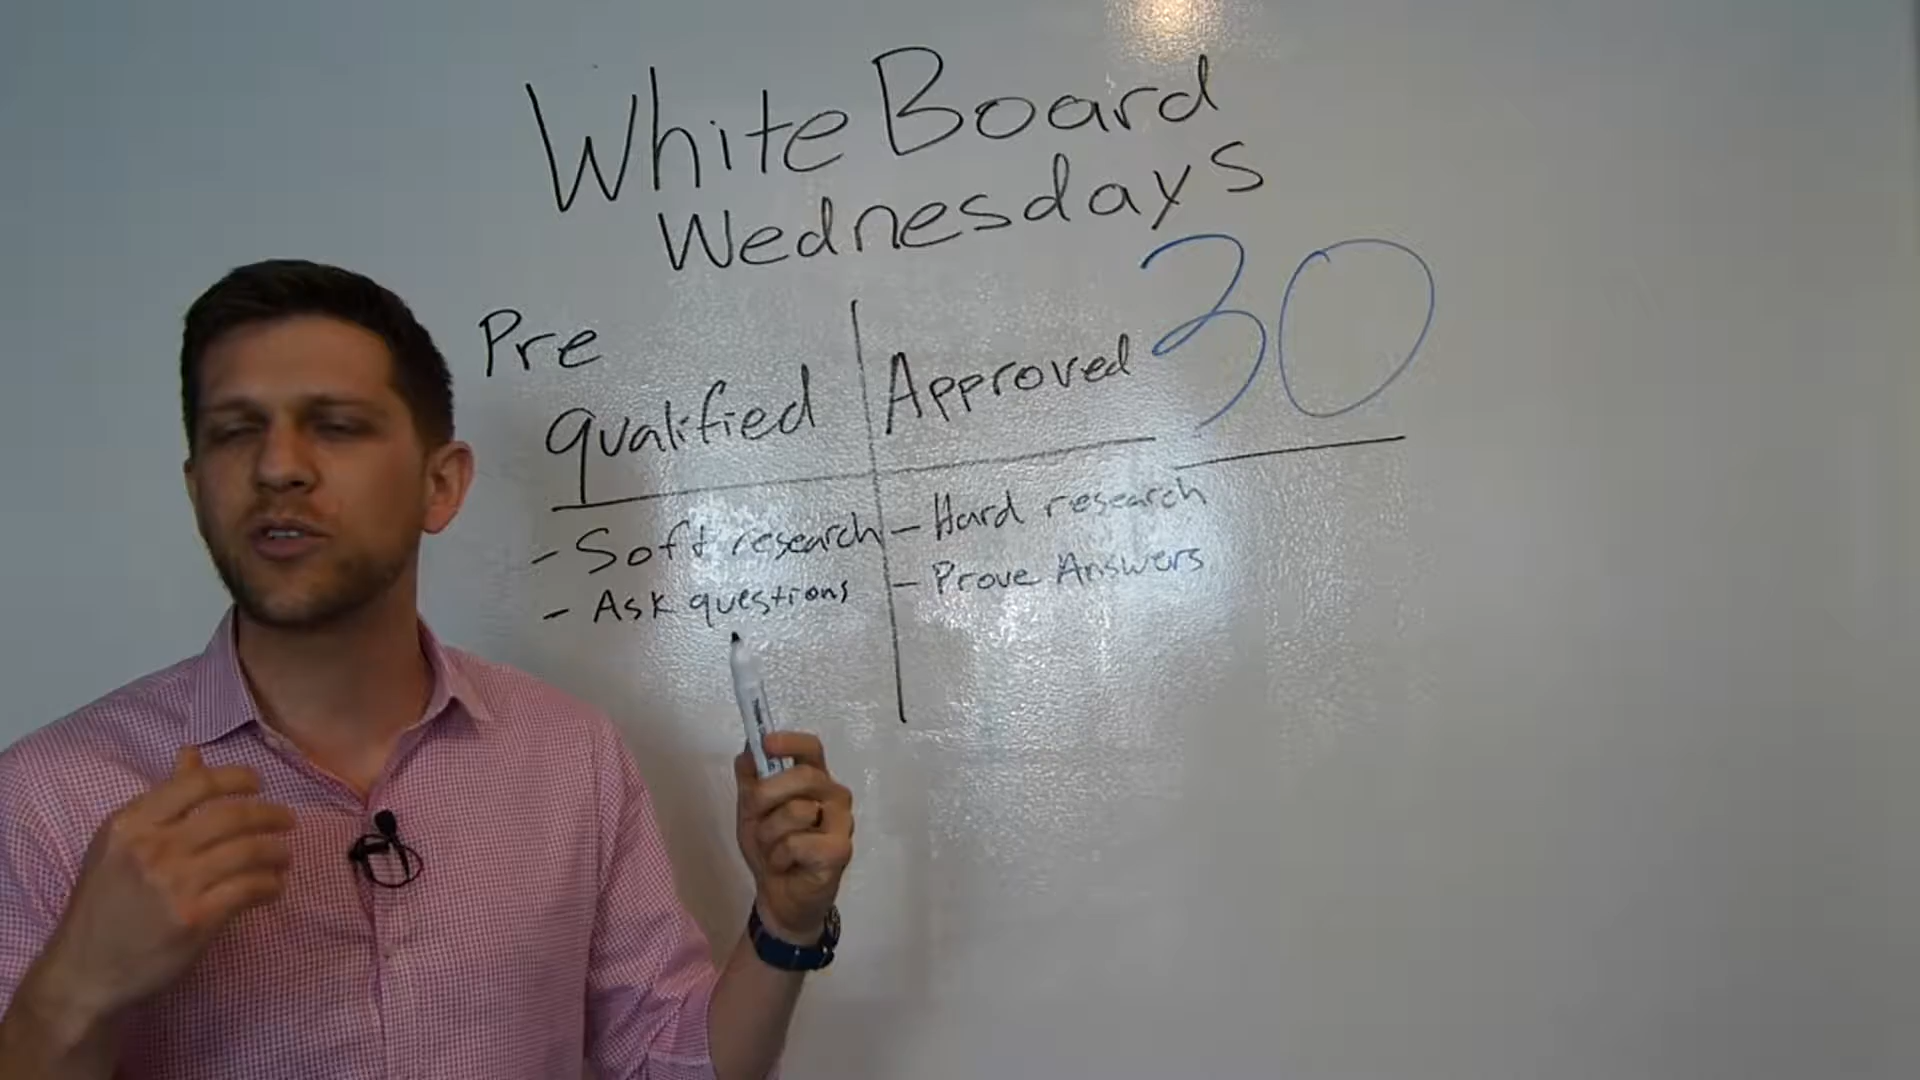 White Board
Wednesdays
30
Pre
qualified
Approved
- Soft research
- Ask questions
- Hard research
- Prove Answers